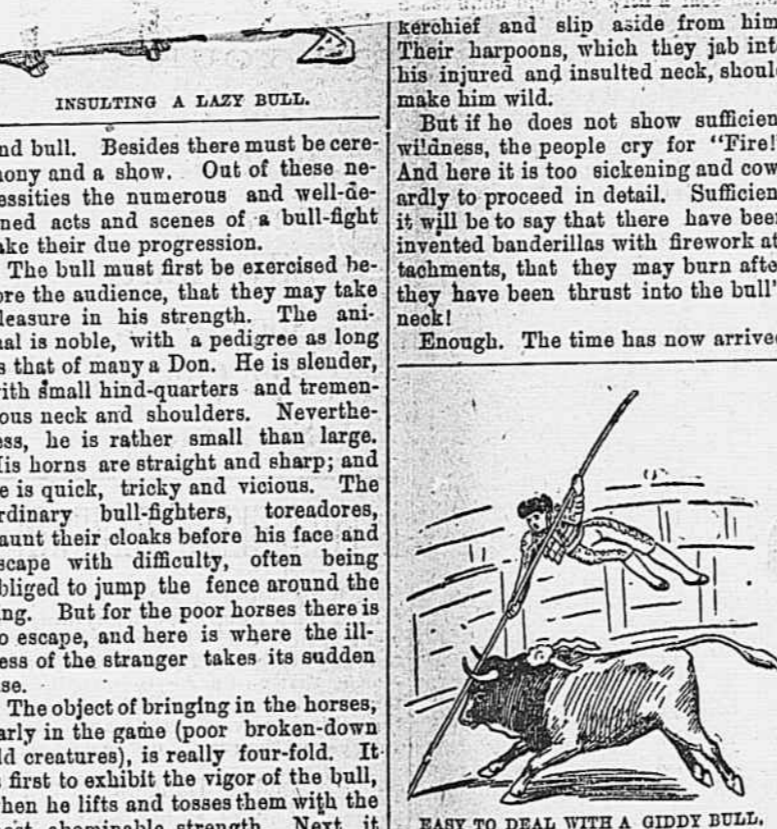 INSULTING A LAZY BULL.
nd bull. Besides there must be cere-
ony and a show. Out of these ne-
essities the numerous and well-de-
ned acts and scenes of a bull-fight
ake their due progression.
The bull must first be exercised be-
ore the audience, that they may take
leasure in his strength. The ani-
al is noble, with a pedigree as long
s that of many a Don. He is slender,
ith small hind-quarters and tremen-
ous neck and shoulders. Neverthe-
ess, he is rather small than large.
is horns are straight and sharp; and
e is quick, tricky and vicious. The
rdinary bull-fighters, toreadores,
aunt their cloaks before his face and
scape with difficulty, often being
bliged to jump the fence around the
ing. But for the poor horses there is
o escape, and here is where the ill-
ess of the stranger takes its sudden
se.
The object of bringing in the horses,
arly in the game (poor broken-down
ld creatures), is really four-fold. It
first to exhibit the vigor of the bull,
hen he lifts and tosses them with the
abominable strength. Next it
kerchief and slip aside from him
Their harpoons, which they jab int
his injured and insulted neck, shoul
make him wild.
But if he does not show sufficien
wildness, the people cry for "Fire!
And here it is too sickening and cow
ardly to proceed in detail. Sufficien
it will be to say that there have been
invented banderillas with firework at
tachments, that they may burn afte
they have been thrust into the bull'
neck!
Enough. The time has now arrived
EASY TO DEAL WITH A GIDDY BULL.